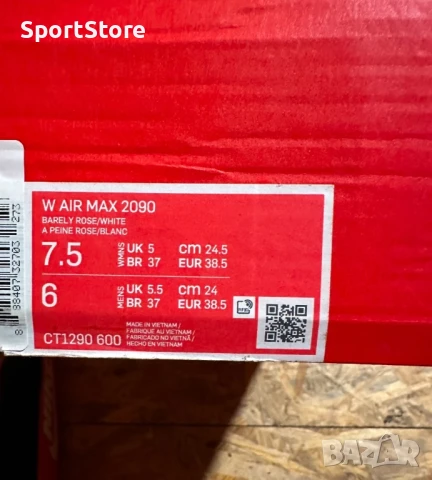 SportStore
W AIR MAX 2090
BARELY ROSE/WHITE
A PEINE ROSE/BLANC
7.5 WMNS UK 5 cm 24.5
BR 37 EUR 38.5
6 MENS UK 5.5 cm 24
BR 37 EUR 38.5
CT1290 600
MADE IN VIETNAM /
FABRIQUÉ AU VIETNAM /
FABRICADO NO VIETNÃ /
HECHO EN VIETNAM
BAZAR